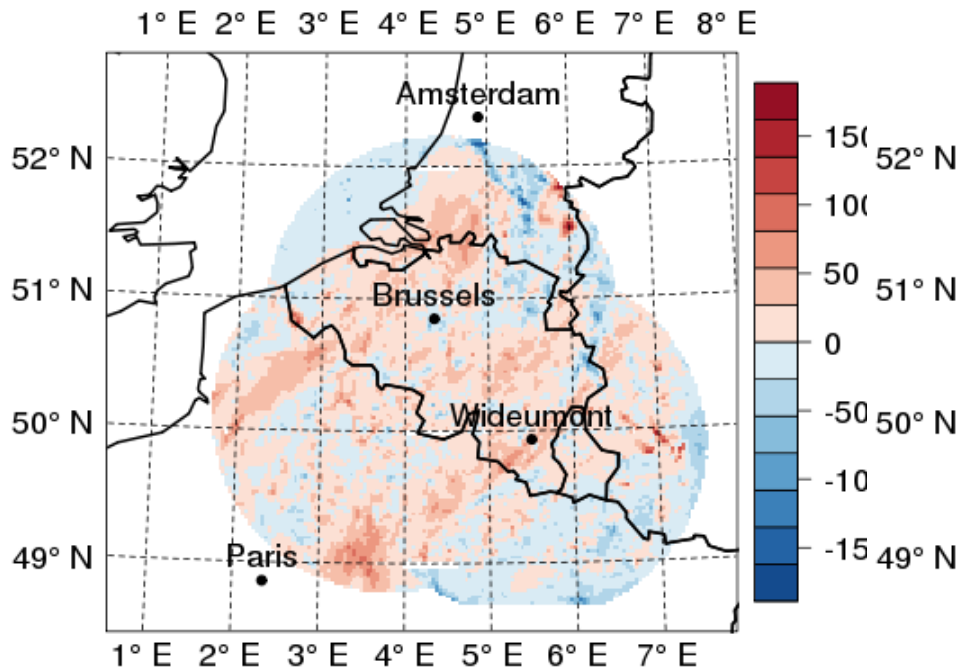 1° E 2° E 3° E 4° E 5° E 6° E 7° E 8° E
Amsterdam
52° N 150 52° N
100
50
51° N Brussels 51° N
0
-50
50° N Wideumont 50° N
-10
-15
49° N Paris 49° N
1° E 2° E 3° E 4° E 5° E 6° E 7° E